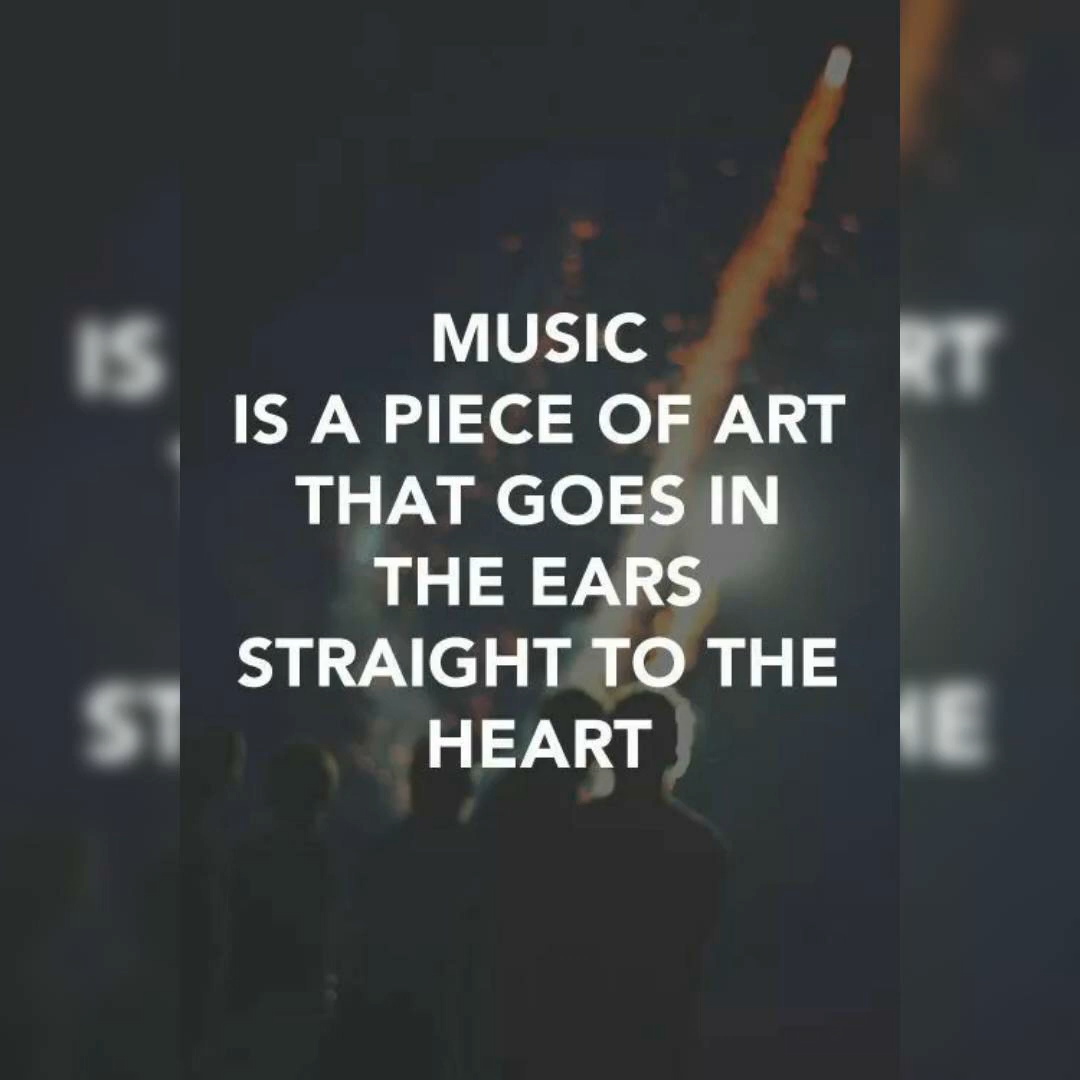 MUSIC
IS A PIECE OF ART
THAT GOES IN
THE EARS
STRAIGHT TO THE
HEART